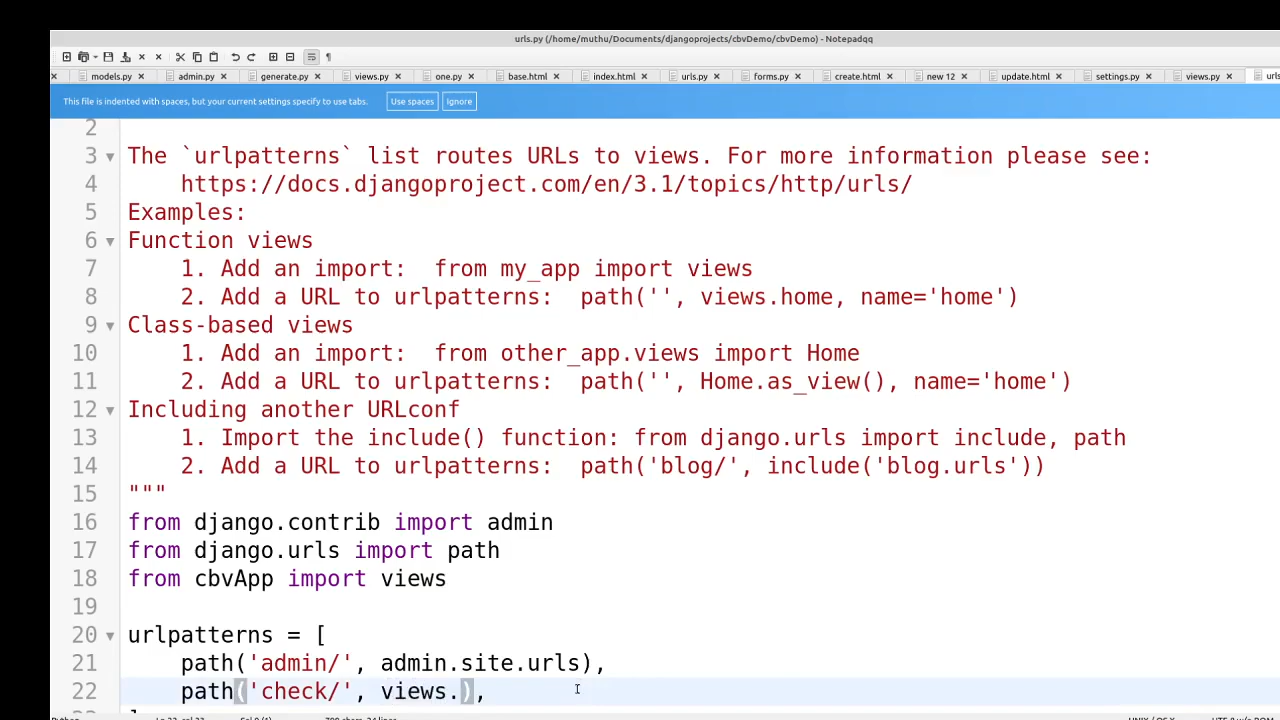 urls.py (/home/muthu/Documents/djangoprojects/cbvDemo/cbvDemo) - Notepadqq
models.py admin.py generate.py views.py one.py base.html index.html urls.py forms.py create.html new 12 update.html settings.py views.py urls
This file is indented with spaces, but your current settings specify to use tabs. Use spaces Ignore
2
3 The `urlpatterns` list routes URLs to views. For more information please see:
4 https://docs.djangoproject.com/en/3.1/topics/http/urls/
5 Examples:
6 Function views
7 1. Add an import:  from my_app import views
8 2. Add a URL to urlpatterns:  path('', views.home, name='home')
9 Class-based views
10 1. Add an import:  from other_app.views import Home
11 2. Add a URL to urlpatterns:  path('', Home.as_view(), name='home')
12 Including another URLconf
13 1. Import the include() function: from django.urls import include, path
14 2. Add a URL to urlpatterns:  path('blog/', include('blog.urls'))
15 """
16 from django.contrib import admin
17 from django.urls import path
18 from cbvApp import views
19
20 urlpatterns = [
21 path('admin/', admin.site.urls),
22 path('check/', views.),